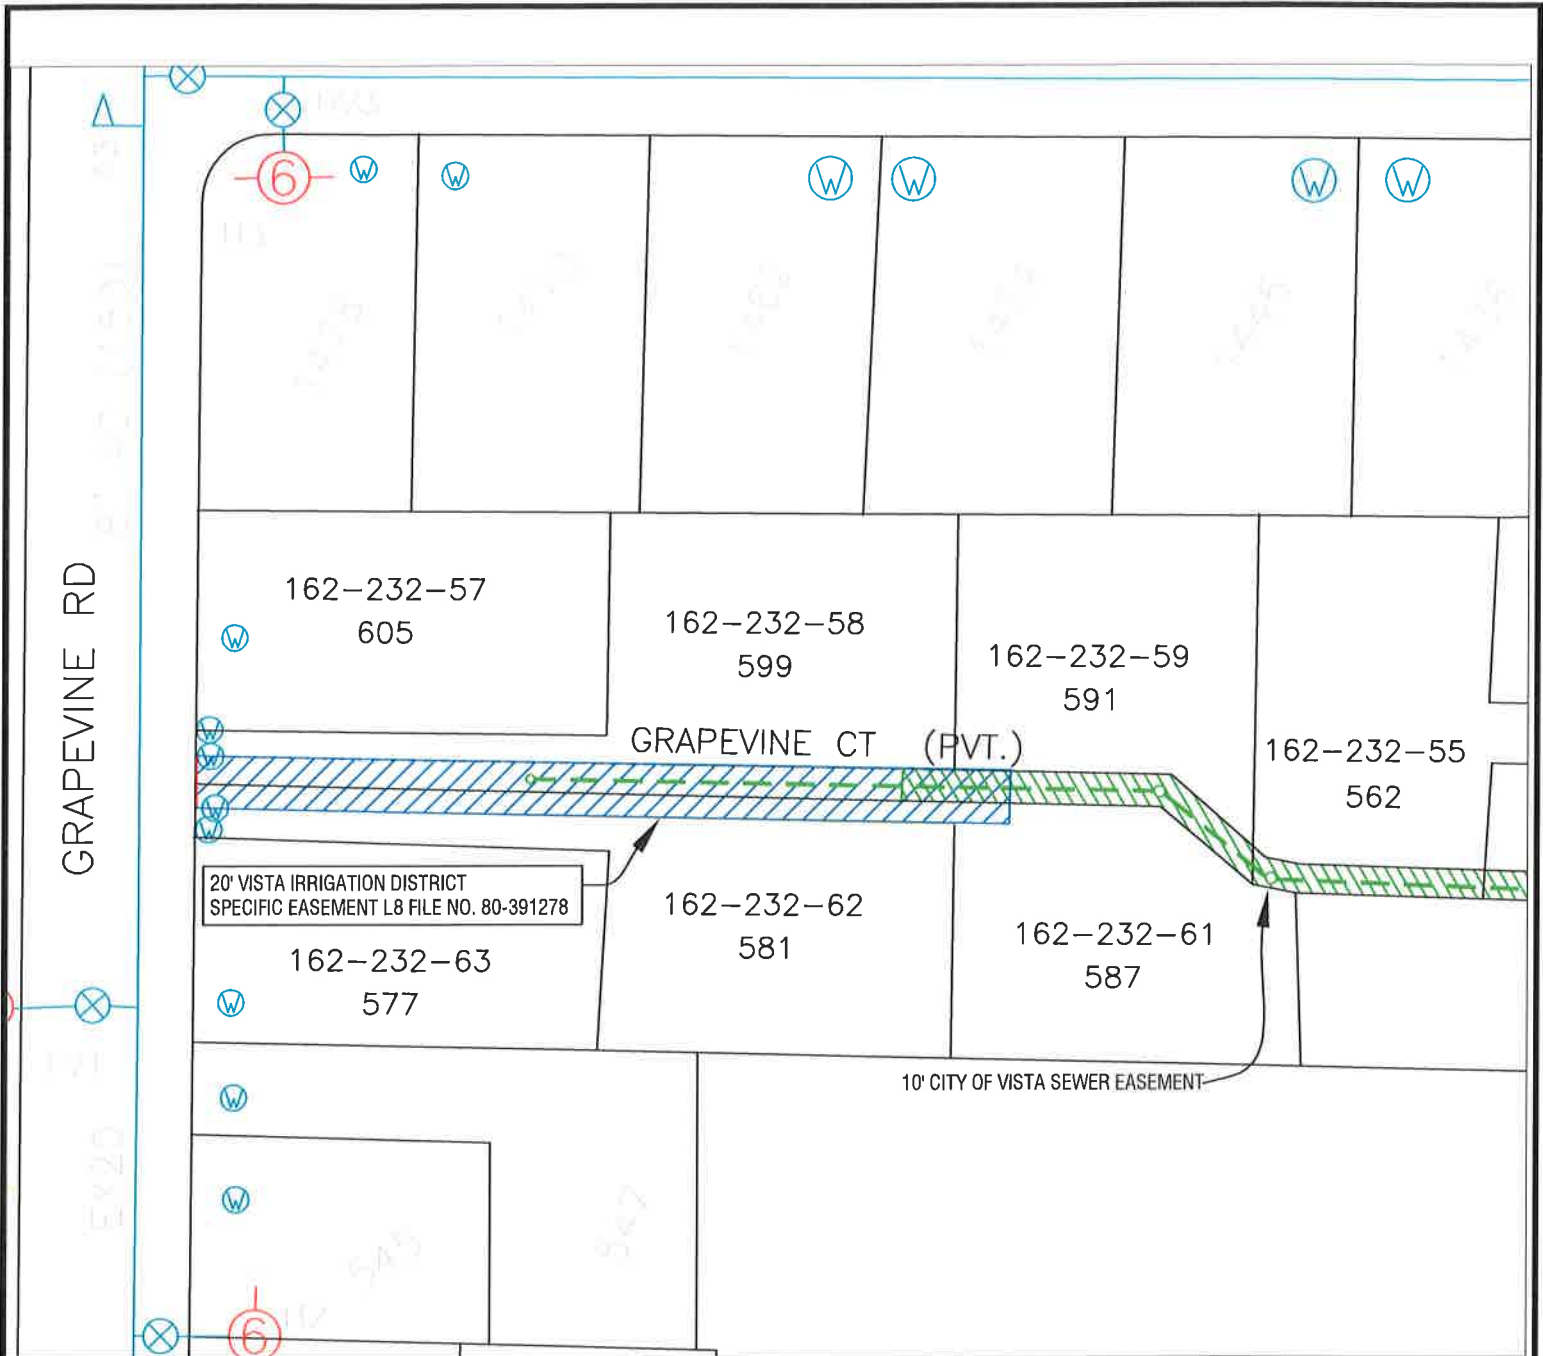 6
W
W
W
W
W
W
GRAPEVINE RD
162-232-57
605
162-232-58
599
162-232-59
591
162-232-55
562
W
W
W
W
W
GRAPEVINE CT (PVT.)
20' VISTA IRRIGATION DISTRICT
SPECIFIC EASEMENT L8 FILE NO. 80-391278
162-232-62
581
162-232-61
587
162-232-63
577
W
10' CITY OF VISTA SEWER EASEMENT
W
W
545
547
6